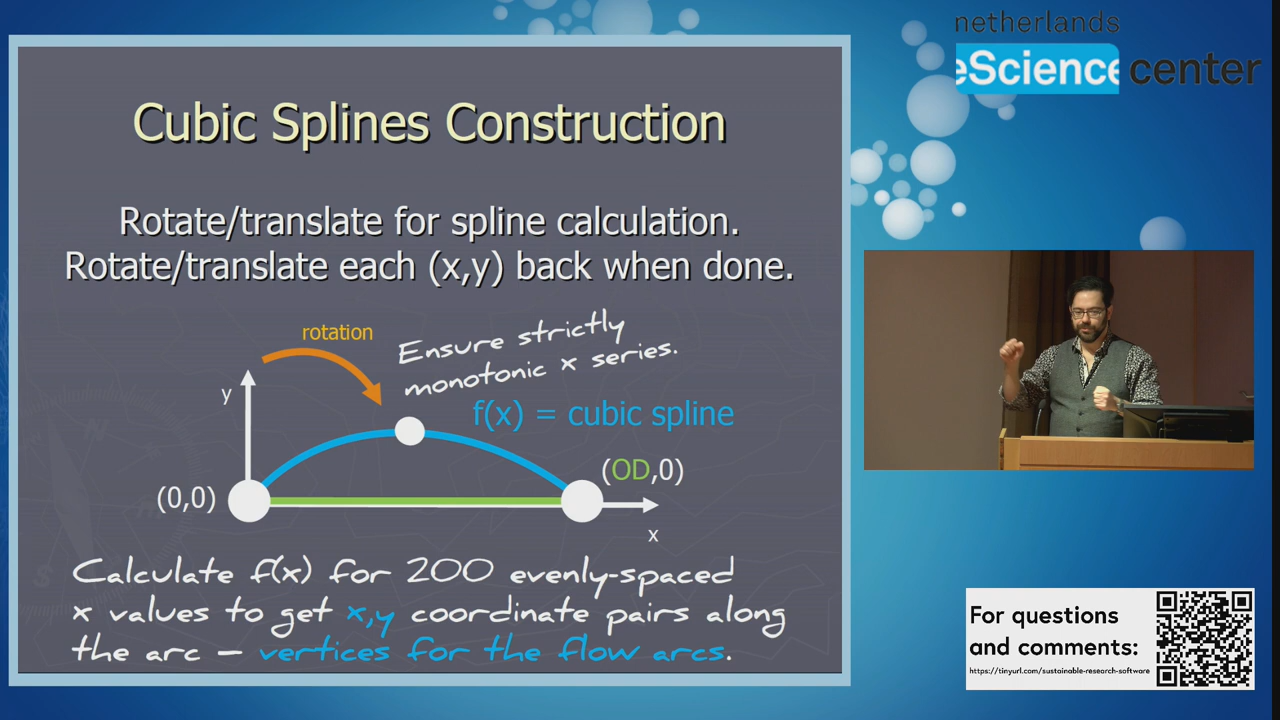 netherlands
eScience center
Cubic Splines Construction
Rotate/translate for spline calculation.
Rotate/translate each (x,y) back when done.
rotation
Ensure strictly
monotonic x series.
y
f(x) = cubic spline
(OD,0)
(0,0)
x
Calculate f(x) for 200 evenly-spaced
x values to get x,y coordinate pairs along
the arc – vertices for the flow arcs.
For questions
and comments:
https://tinyurl.com/sustainable-research-software